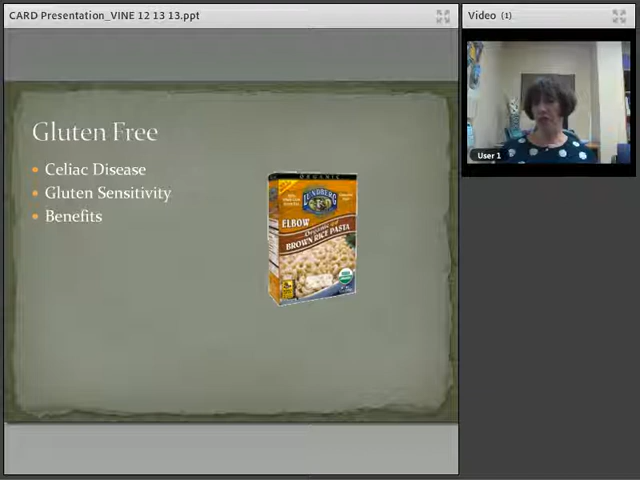 CARD Presentation_VINE 12 13 13.ppt
Video (1)
User 1
Gluten Free
Celiac Disease
Gluten Sensitivity
Benefits
ORGANIC
LUNDBERG
ELBOW
BROWN RICE PASTA